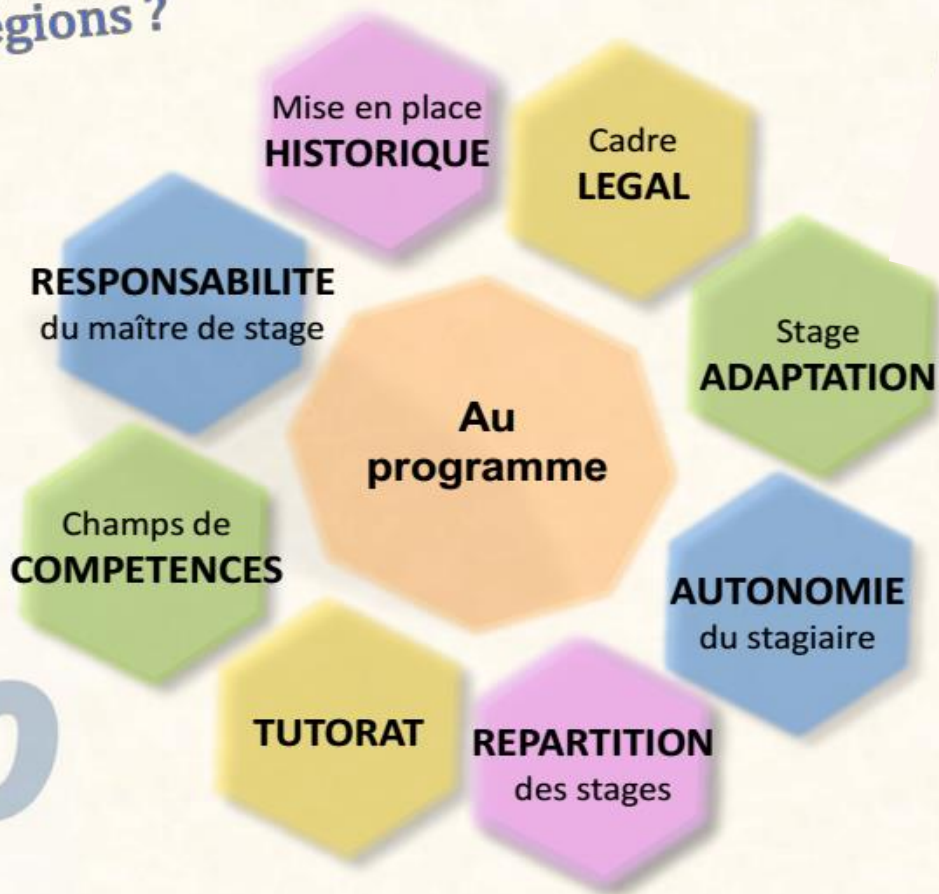 égions ?
Mise en place
HISTORIQUE
Cadre
LEGAL
RESPONSABILITE
du maître de stage
Stage
ADAPTATION
Au
programme
Champs de
COMPETENCES
AUTONOMIE
du stagiaire
TUTORAT
REPARTITION
des stages